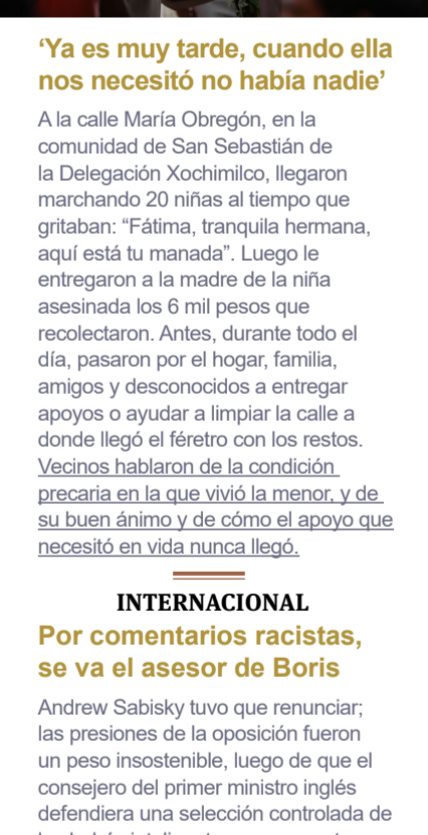 ‘Ya es muy tarde, cuando ella
nos necesitó no había nadie’
A la calle María Obregón, en la
comunidad de San Sebastián de
la Delegación Xochimilco, llegaron
marchando 20 niñas al tiempo que
gritaban: “Fátima, tranquila hermana,
aquí está tu manada”. Luego le
entregaron a la madre de la niña
asesinada los 6 mil pesos que
recolectaron. Antes, durante todo el
día, pasaron por el hogar, familia,
amigos y desconocidos a entregar
apoyos o ayudar a limpiar la calle a
donde llegó el féretro con los restos.
Vecinos hablaron de la condición
precaria en la que vivió la menor, y de
su buen ánimo y de cómo el apoyo que
necesitó en vida nunca llegó.
INTERNACIONAL
Por comentarios racistas,
se va el asesor de Boris
Andrew Sabisky tuvo que renunciar;
las presiones de la oposición fueron
un peso insostenible, luego de que el
consejero del primer ministro inglés
defendiera una selección controlada de